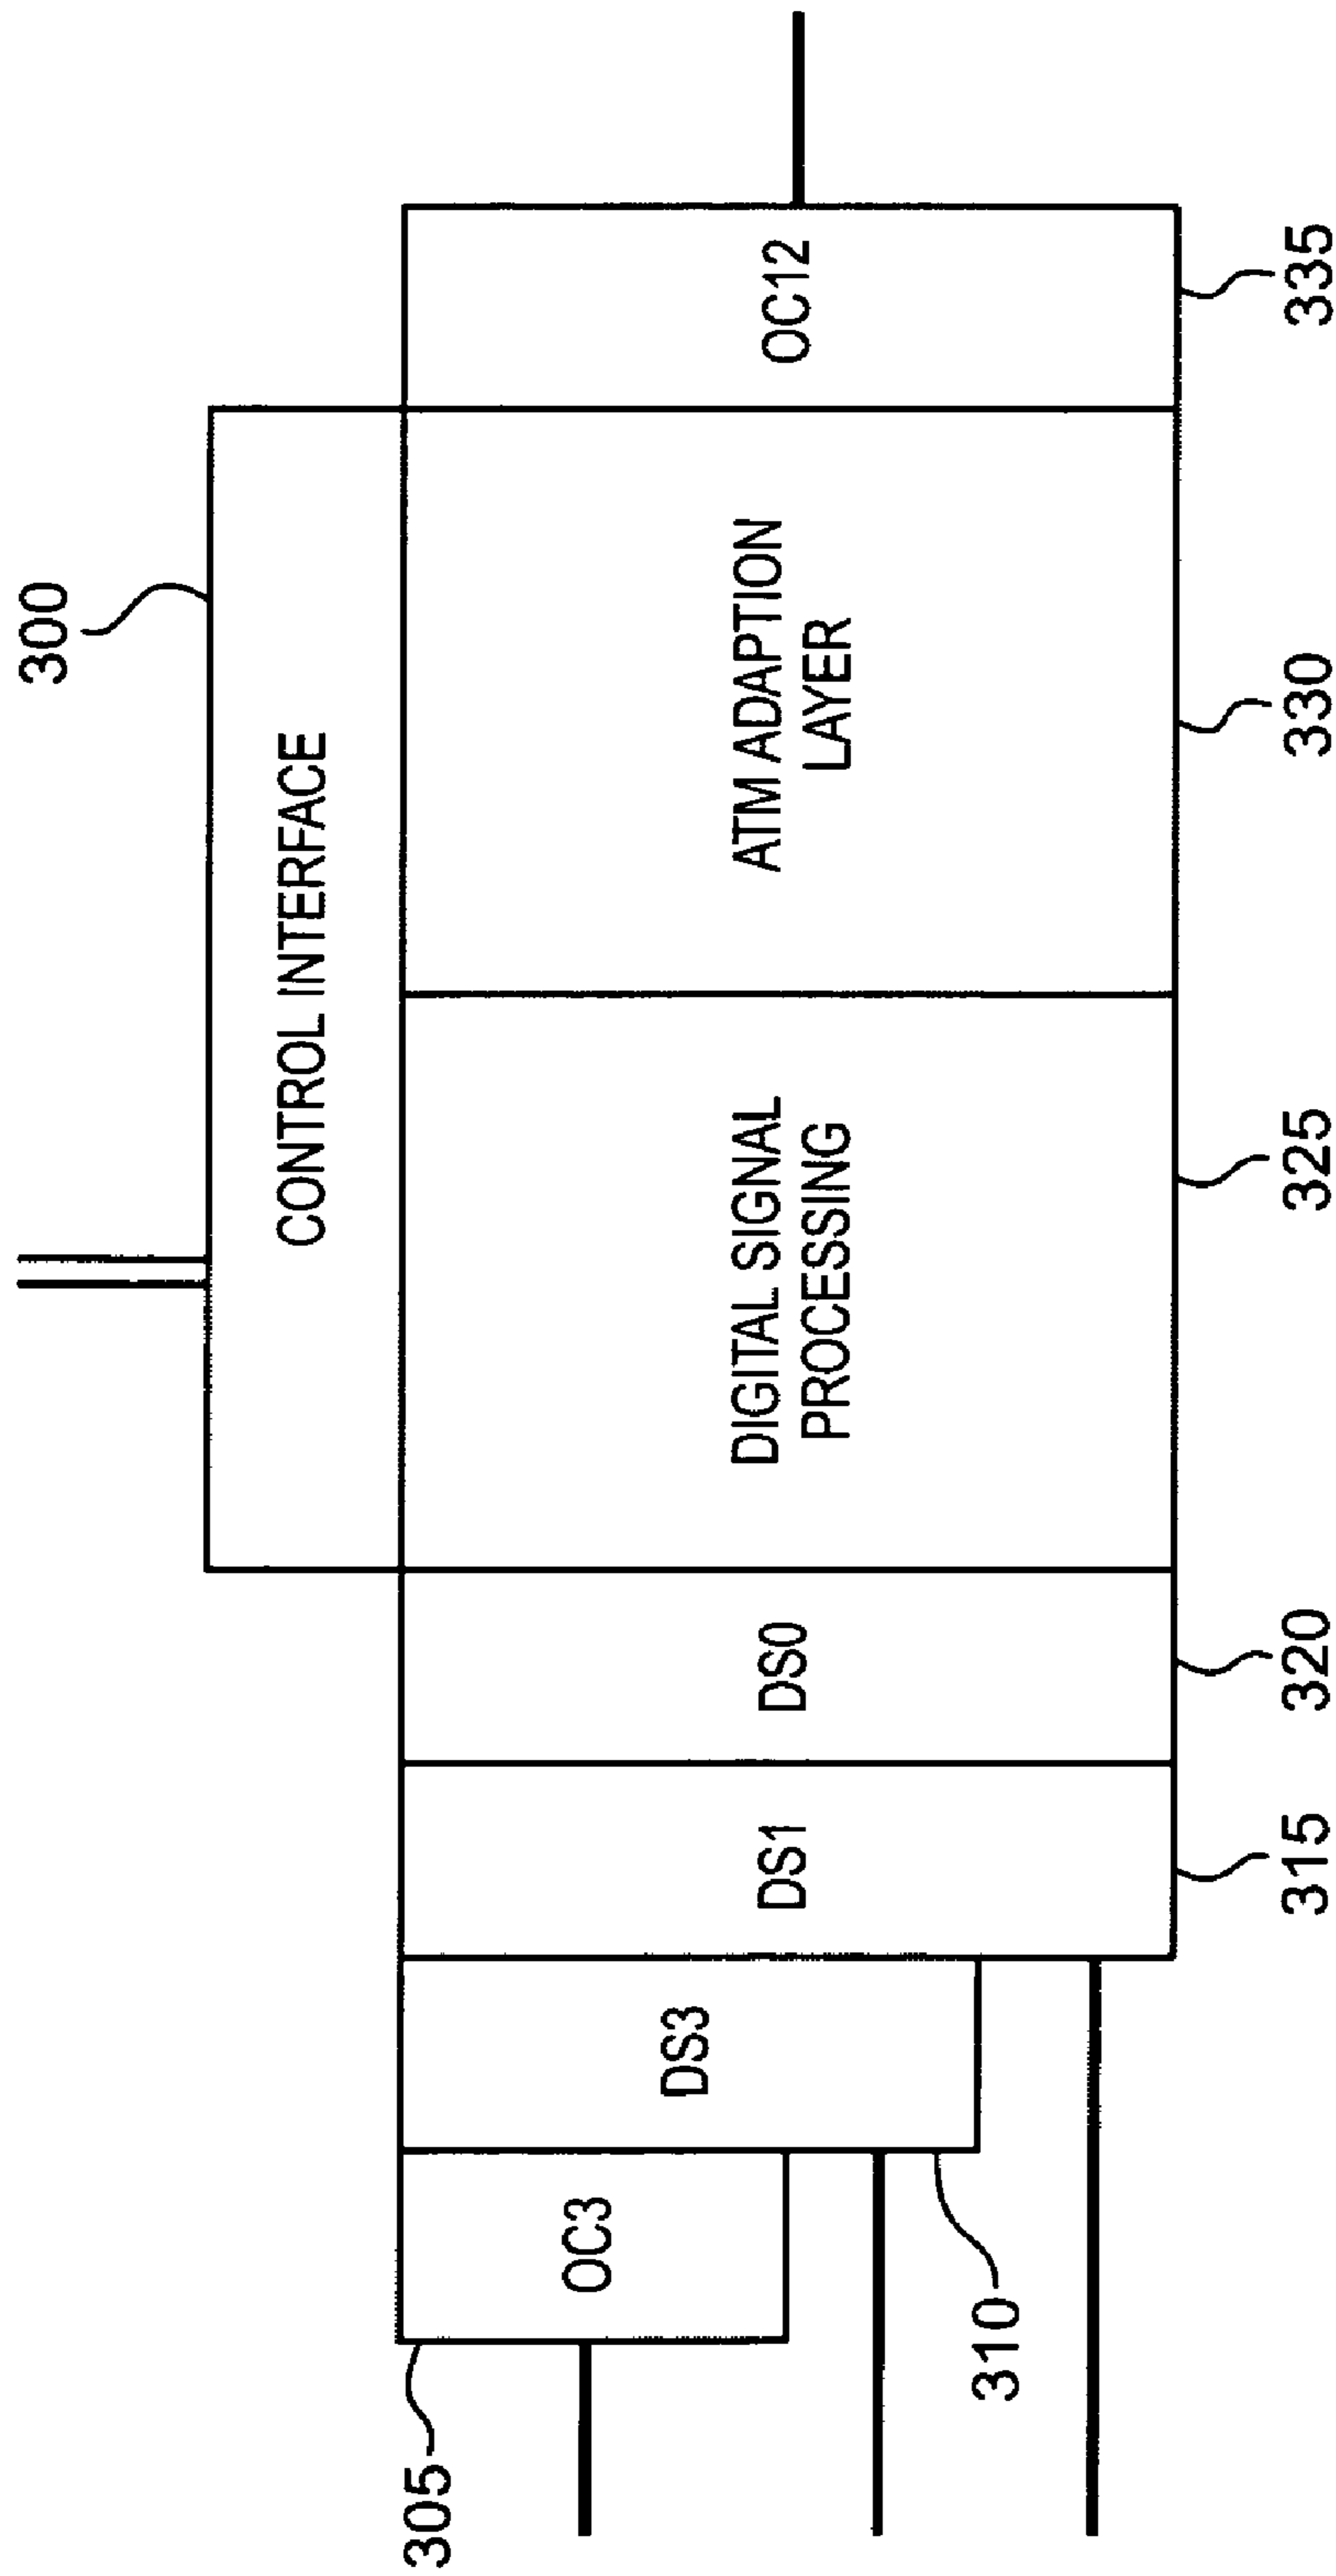 300
CONTROL INTERFACE
305
OC3
DS3
310
DS1
DS0
DIGITAL SIGNAL
PROCESSING
ATM ADAPTION
LAYER
OC12
315
320
325
330
335